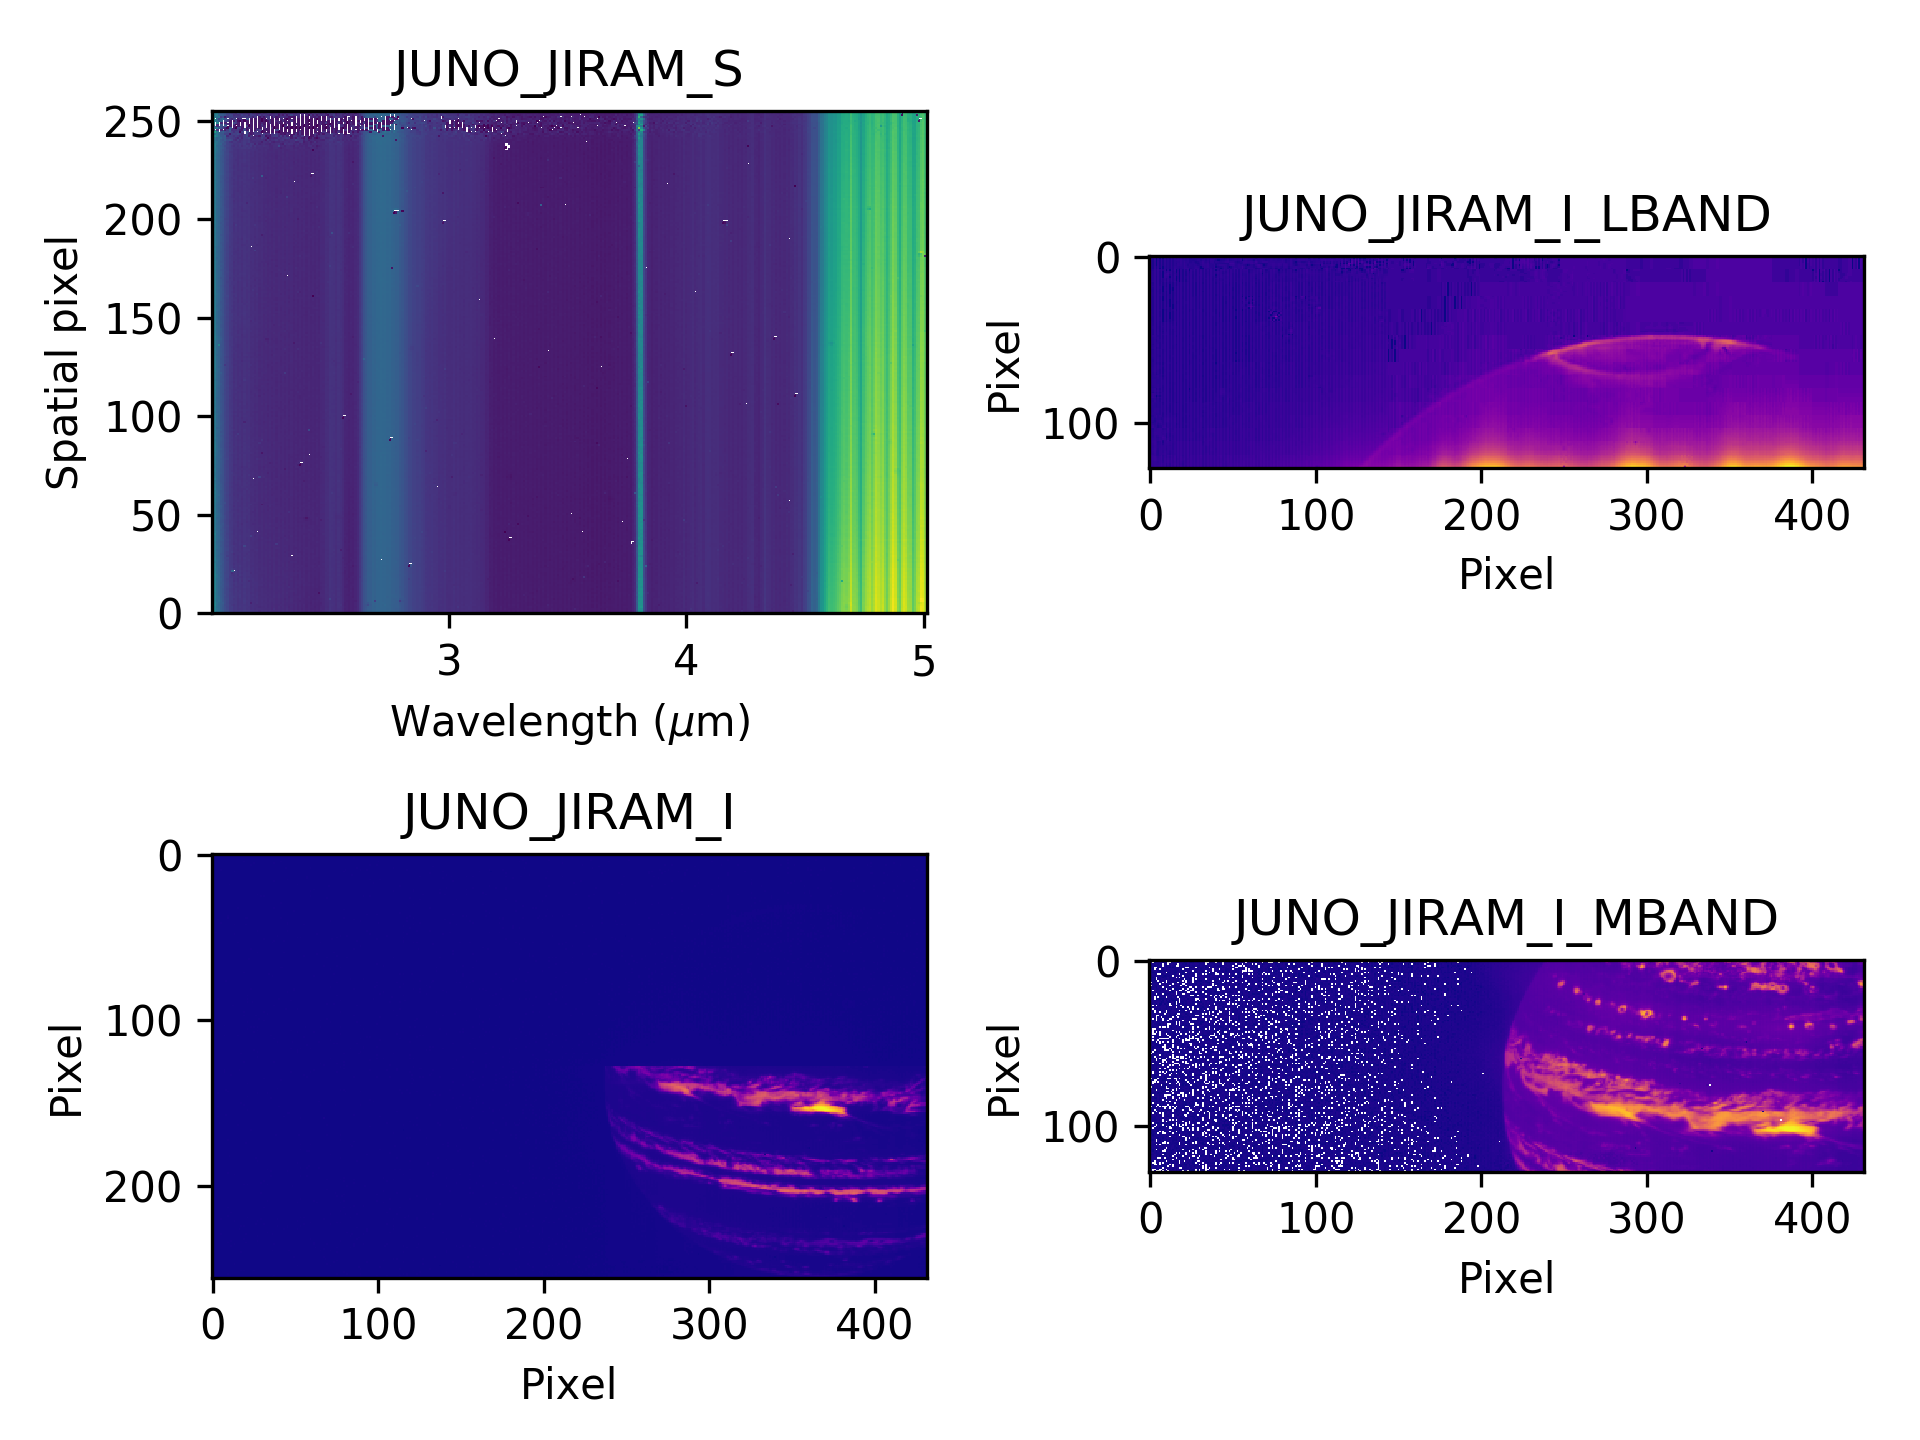 JUNO_JIRAM_S
250
200
150
100
50
0
Spatial pixel
3 4 5
Wavelength (μm)
JUNO_JIRAM_I_LBAND
0
100
Pixel
0 100 200 300 400
Pixel
JUNO_JIRAM_I
0
100
200
Pixel
0 100 200 300 400
Pixel
JUNO_JIRAM_I_MBAND
0
100
Pixel
0 100 200 300 400
Pixel